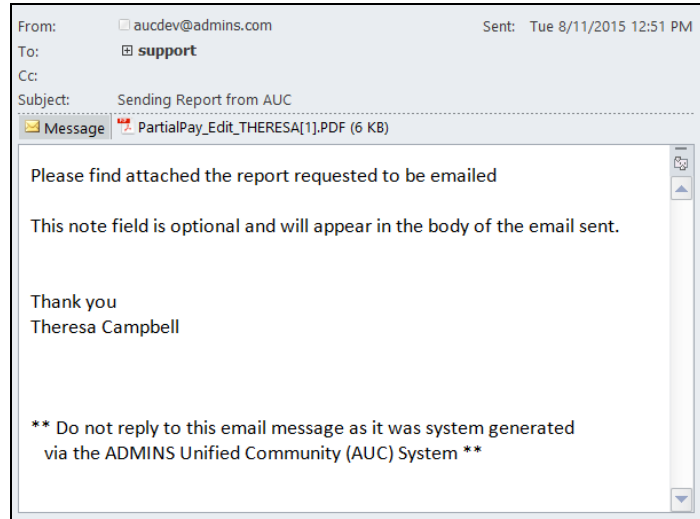 From: aucdev@admins.com Sent: Tue 8/11/2015 12:51 PM
To: support
Cc:
Subject: Sending Report from AUC
Message PartialPay_Edit_THERESA[1].PDF (6 KB)
Please find attached the report requested to be emailed
This note field is optional and will appear in the body of the email sent.
Thank you
Theresa Campbell
** Do not reply to this email message as it was system generated
via the ADMINS Unified Community (AUC) System **